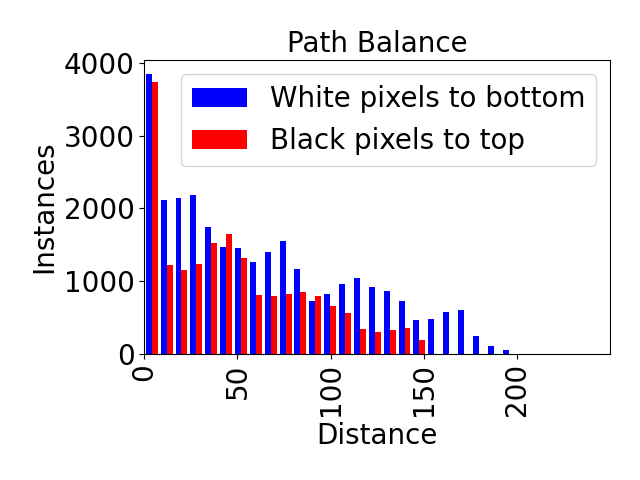 Path Balance
4000
3000
2000
1000
0
Instances
White pixels to bottom
Black pixels to top
0
50
100
150
200
Distance